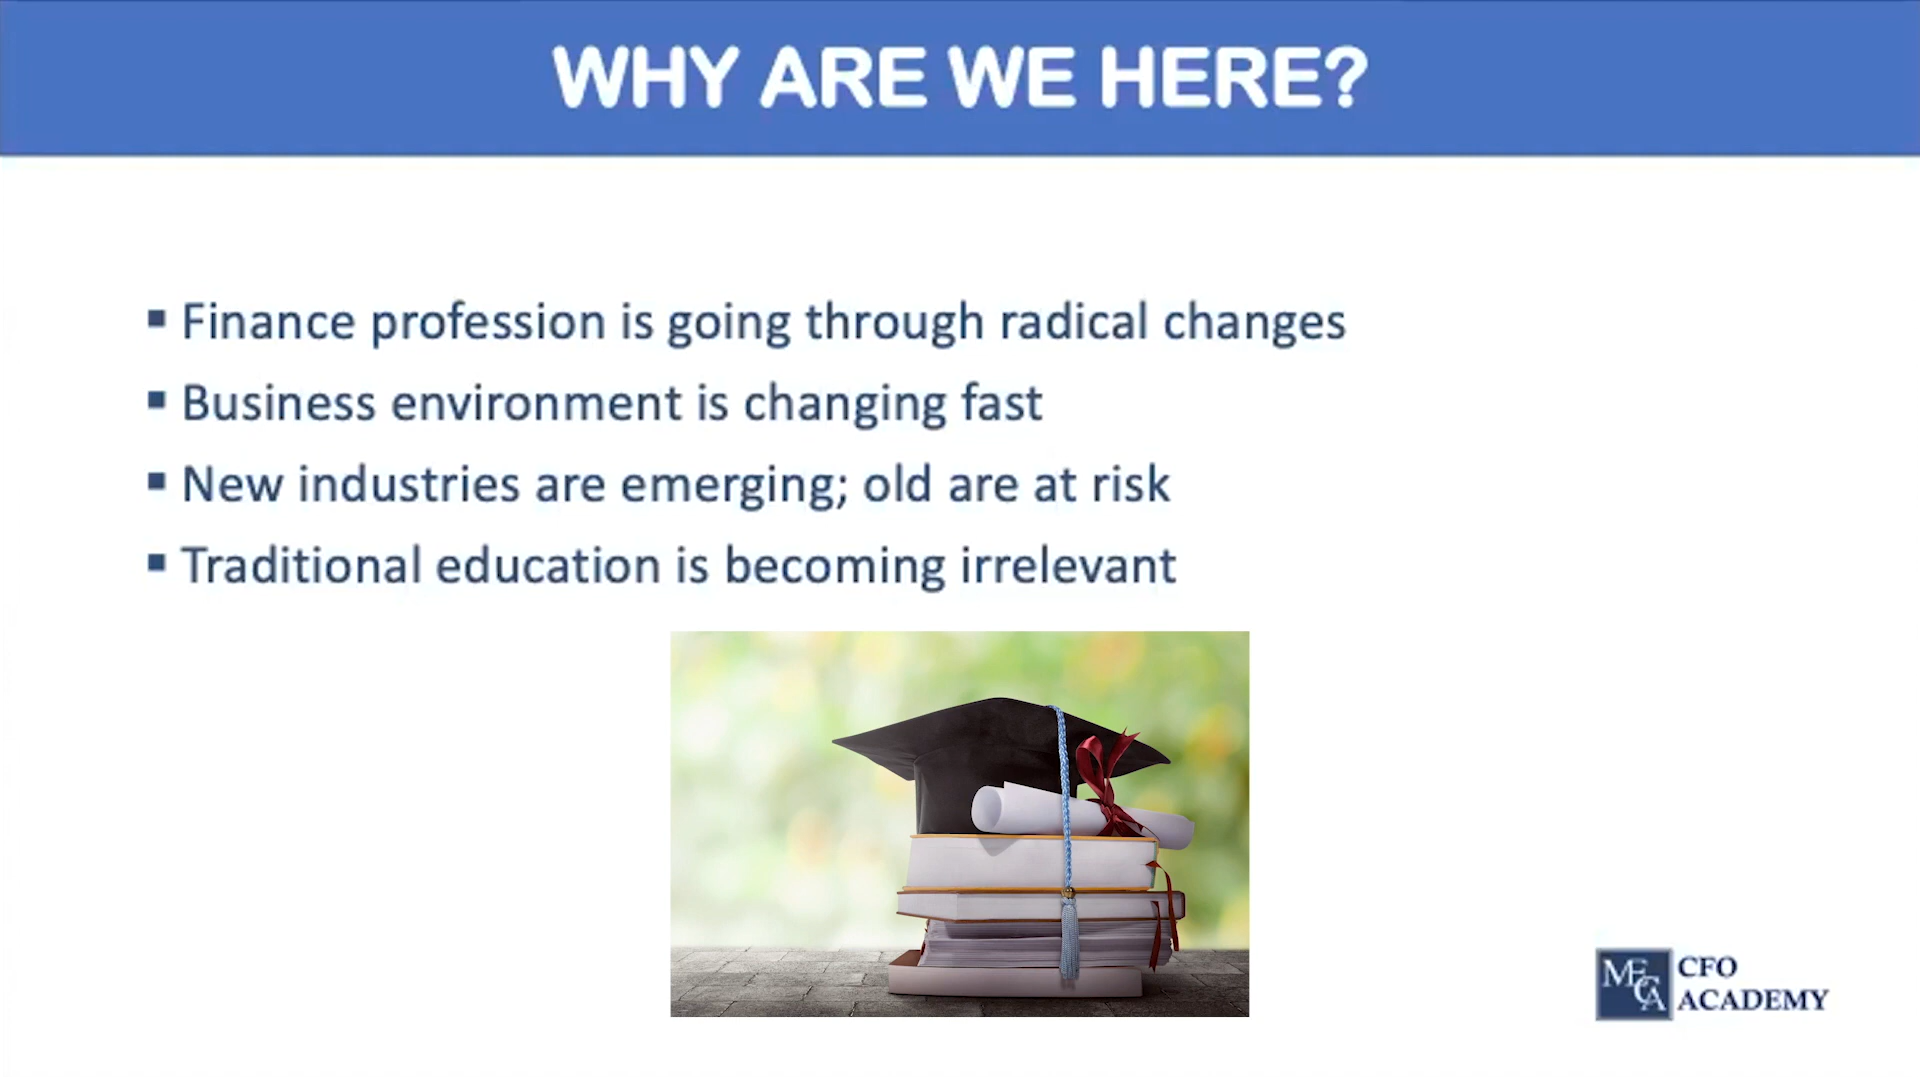 WHY ARE WE HERE?
▪ Finance profession is going through radical changes
▪ Business environment is changing fast
▪ New industries are emerging; old are at risk
▪ Traditional education is becoming irrelevant
MECA CFO
ACADEMY